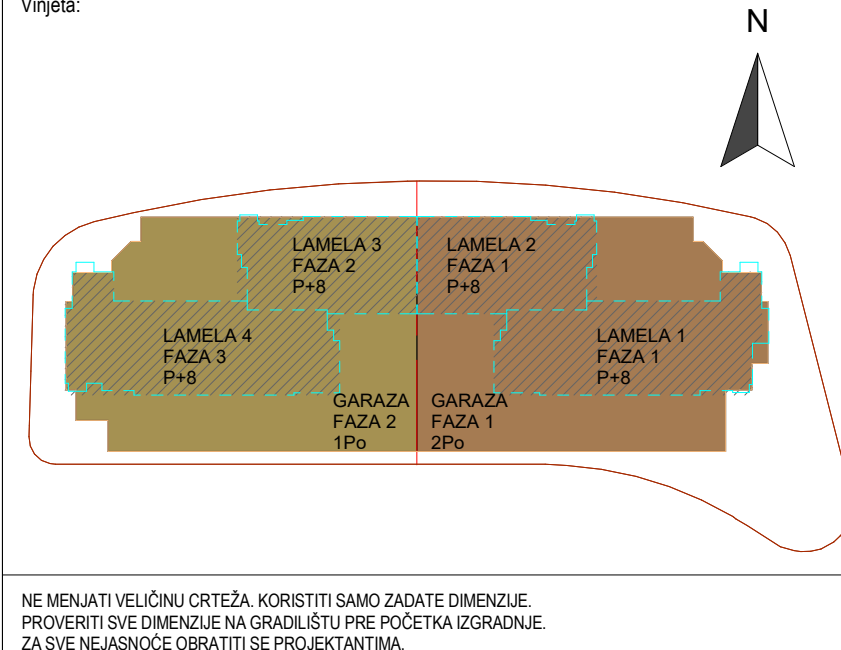 Vinjeta:
N
LAMELA 3
FAZA 2
P+8
LAMELA 2
FAZA 1
P+8
LAMELA 4
FAZA 3
P+8
LAMELA 1
FAZA 1
P+8
GARAZA
FAZA 2
1Po
GARAZA
FAZA 1
2Po
NE MENJATI VELIČINU CRTEŽA. KORISTITI SAMO ZADATE DIMENZIJE.
PROVERITI SVE DIMENZIJE NA GRADILIŠTU PRE POČETKA IZGRADNJE.
ZA SVE NEJASNOĆE OBRATITI SE PROJEKTANTIMA.